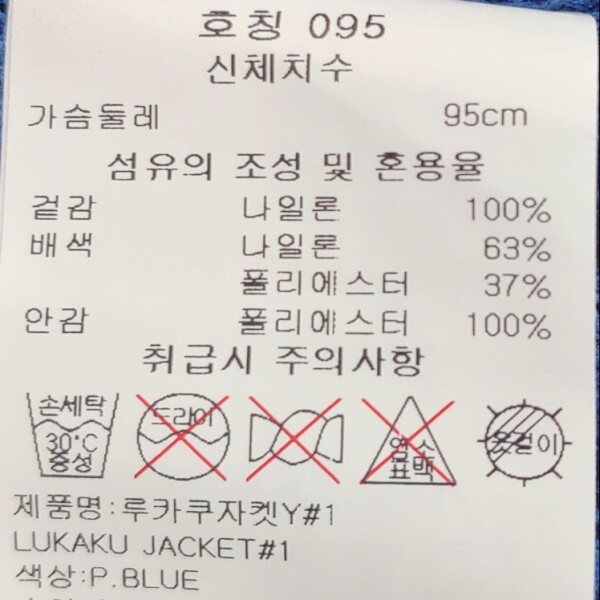 호칭 095
신체치수
가슴둘레 95cm
섬유의 조성 및 혼용율
겉감 나일론 100%
배색 나일론 63%
폴리에스터 37%
안감 폴리에스터 100%
취급시 주의사항
손세탁 30°C 중성
드라이
염소 표백
옷걸이
제품명:루카쿠자켓Y#1
LUKAKU JACKET#1
색상:P.BLUE